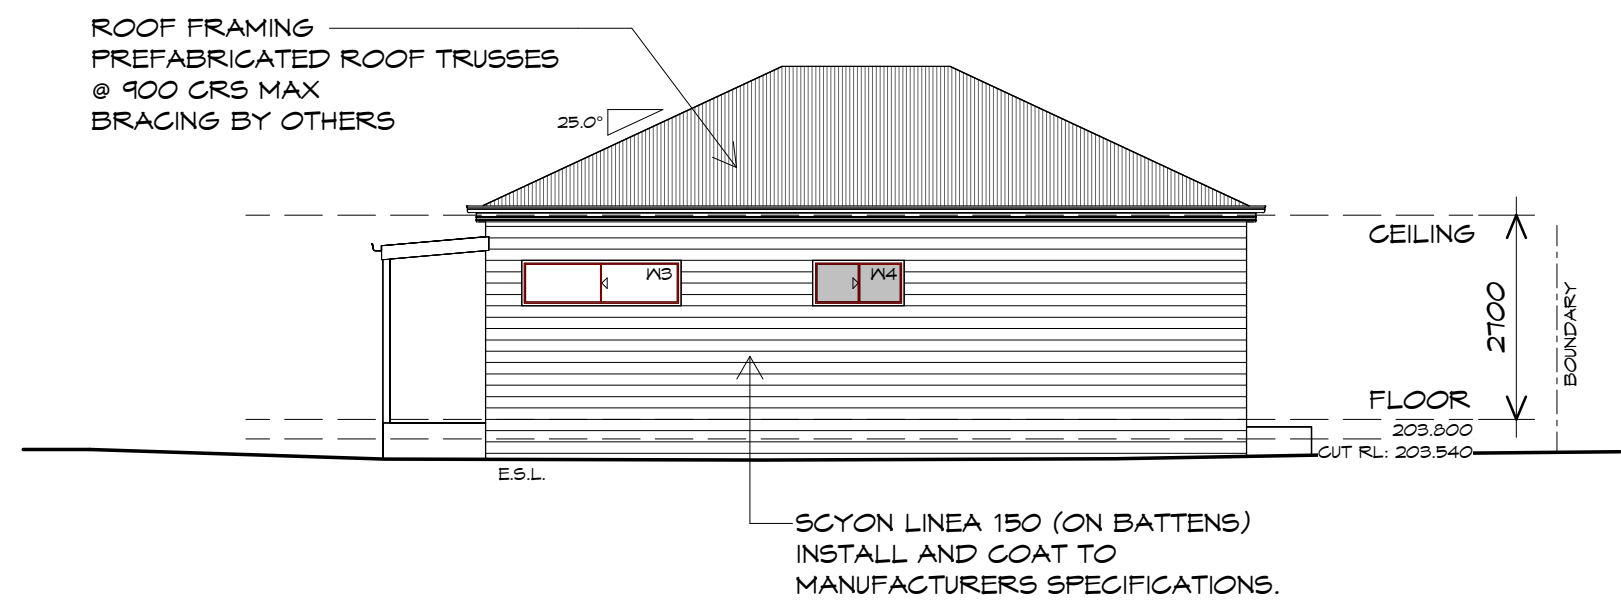 ROOF FRAMING
PREFABRICATED ROOF TRUSSES
@ 900 CRS MAX
BRACING BY OTHERS
25.0°
CEILING
W3
W4
2700
BOUNDARY
FLOOR
203.800
CUT RL: 203.540
E.S.L.
SCYON LINEA 150 (ON BATTENS)
INSTALL AND COAT TO
MANUFACTURERS SPECIFICATIONS.